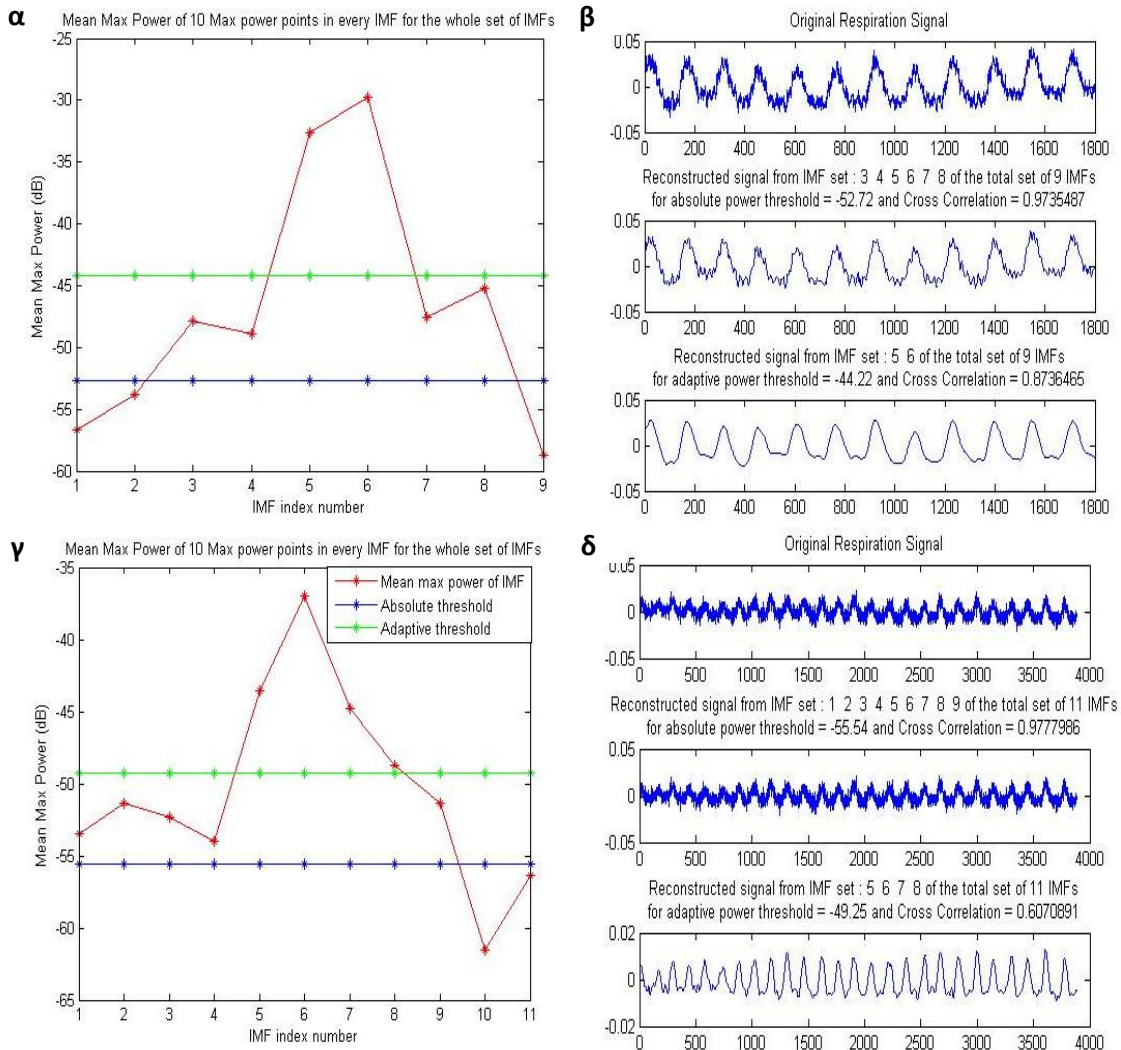 α
Mean Max Power of 10 Max power points in every IMF for the whole set of IMFs
-25
-30
-35
-40
-45
-50
-55
-60
Mean Max Power (dB)
1 2 3 4 5 6 7 8 9
IMF index number
β
Original Respiration Signal
0.05
0
-0.05
0 200 400 600 800 1000 1200 1400 1600 1800
Reconstructed signal from IMF set : 3 4 5 6 7 8 of the total set of 9 IMFs
for absolute power threshold = -52.72 and Cross Correlation = 0.9735487
0.05
0
-0.05
0 200 400 600 800 1000 1200 1400 1600 1800
Reconstructed signal from IMF set : 5 6 of the total set of 9 IMFs
for adaptive power threshold = -44.22 and Cross Correlation = 0.8736465
0.05
0
-0.05
0 200 400 600 800 1000 1200 1400 1600 1800
γ
Mean Max Power of 10 Max power points in every IMF for the whole set of IMFs
-35
-40
-45
-50
-55
-60
-65
Mean Max Power (dB)
Mean max power of IMF
Absolute threshold
Adaptive threshold
1 2 3 4 5 6 7 8 9 10 11
IMF index number
δ
Original Respiration Signal
0.05
0
-0.05
0 500 1000 1500 2000 2500 3000 3500 4000
Reconstructed signal from IMF set : 1 2 3 4 5 6 7 8 9 of the total set of 11 IMFs
for absolute power threshold = -55.54 and Cross Correlation = 0.9777986
0.05
0
-0.05
0 500 1000 1500 2000 2500 3000 3500 4000
Reconstructed signal from IMF set : 5 6 7 8 of the total set of 11 IMFs
for adaptive power threshold = -49.25 and Cross Correlation = 0.6070891
0.02
0
-0.02
0 500 1000 1500 2000 2500 3000 3500 4000